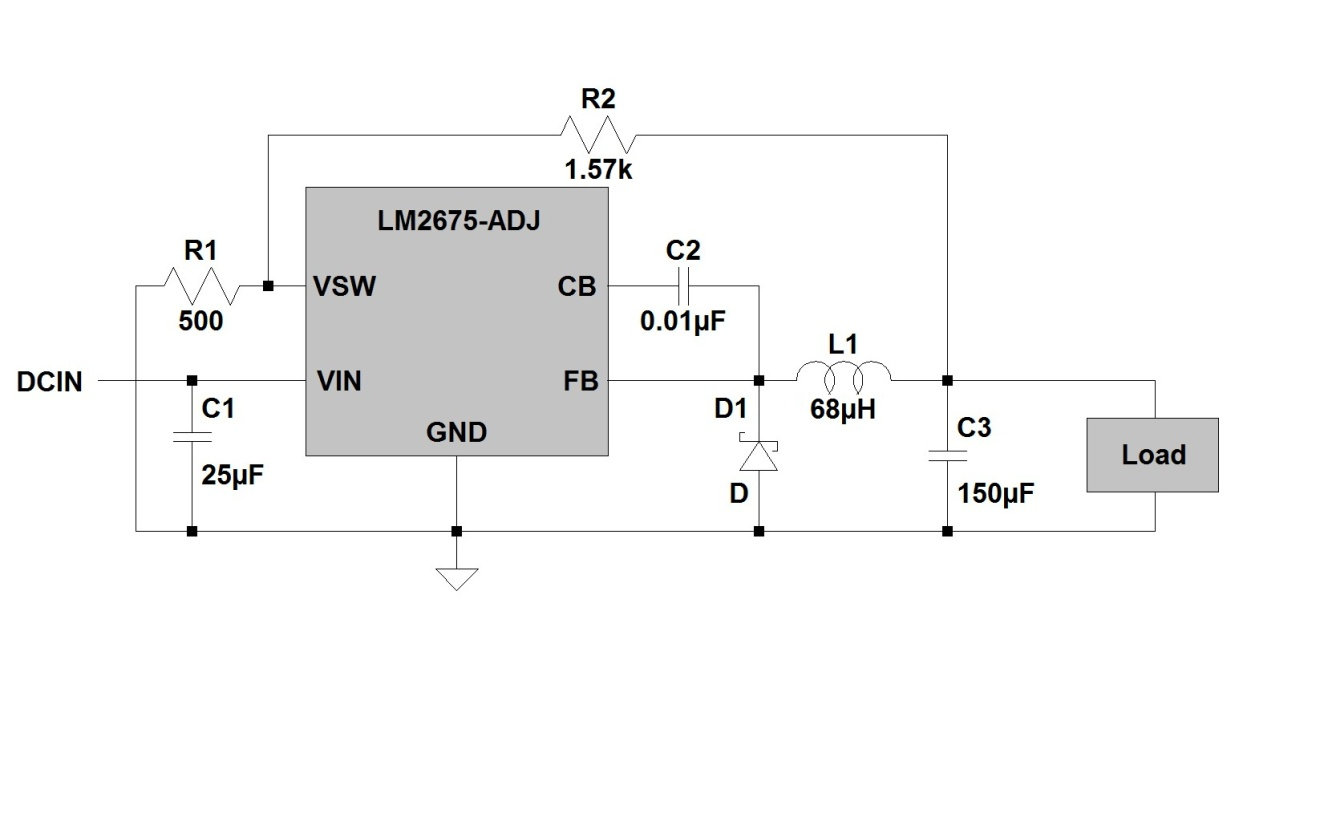 R2
1.57k
LM2675-ADJ
R1
500
VSW
CB
C2
0.01µF
DCIN
VIN
FB
L1
68µH
C1
25µF
GND
D1
D
C3
150µF
Load